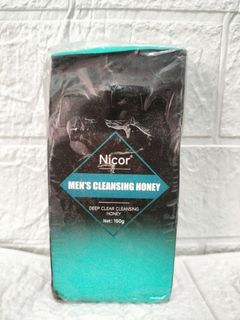 Nicor
MEN'S CLEANSING HONEY
DEEP CLEAR CLEANSING
HONEY
Net: 150g